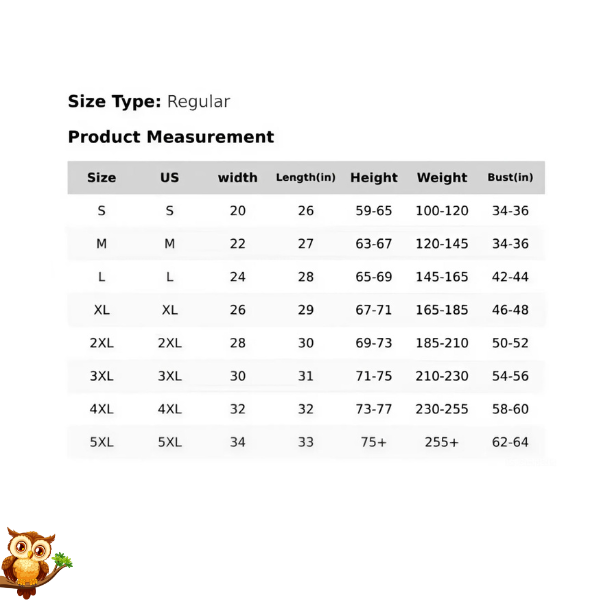 Size Type: Regular
Product Measurement
Size US width Length(in) Height Weight Bust(in)
S S 20 26 59-65 100-120 34-36
M M 22 27 63-67 120-145 34-36
L L 24 28 65-69 145-165 42-44
XL XL 26 29 67-71 165-185 46-48
2XL 2XL 28 30 69-73 185-210 50-52
3XL 3XL 30 31 71-75 210-230 54-56
4XL 4XL 32 32 73-77 230-255 58-60
5XL 5XL 34 33 75+ 255+ 62-64